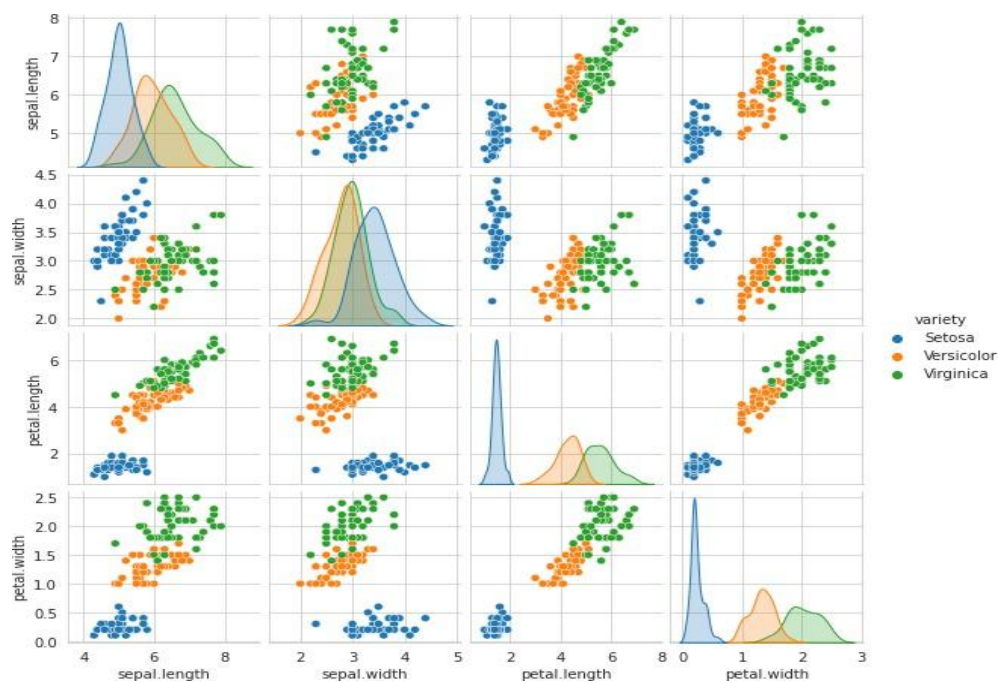 8
7
6
5
sepal.length
4.5
4.0
3.5
3.0
2.5
2.0
sepal.width
6
4
2
petal.length
2.5
2.0
1.5
1.0
0.5
0.0
petal.width
4 6 8
sepal.length
2 3 4 5
sepal.width
2 4 6 8
petal.length
0 1 2 3
petal.width
variety
Setosa
Versicolor
Virginica